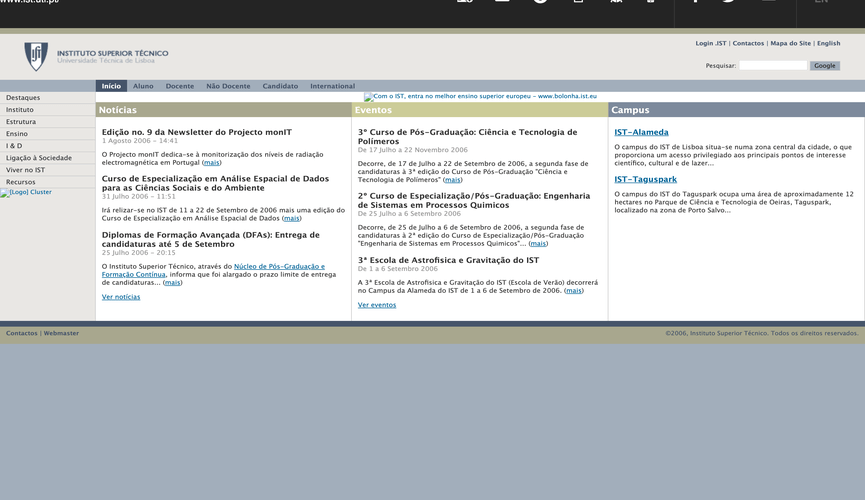 EN
Login .IST | Contactos | Mapa do Site | English
INSTITUTO SUPERIOR TÉCNICO
Universidade Técnica de Lisboa
Pesquisar:
Google
Início Aluno Docente Não Docente Candidato International
Destaques
Instituto
Estrutura
Ensino
I & D
Ligação à Sociedade
Viver no IST
Recursos
[Logo] Cluster
Com o IST, entra no melhor ensino superior europeu - www.bolonha.ist.eu
Notícias
Edição no. 9 da Newsletter do Projecto monIT
1 Agosto 2006 - 14:41
O Projecto monIT dedica-se à monitorização dos níveis de radiação
electromagnética em Portugal (mais)
Curso de Especialização em Análise Espacial de Dados
para as Ciências Sociais e do Ambiente
31 Julho 2006 - 11:51
Irá relizar-se no IST de 11 a 22 de Setembro de 2006 mais uma edição do
Curso de Especialização em Análise Espacial de Dados (mais)
Diplomas de Formação Avançada (DFAs): Entrega de
candidaturas até 5 de Setembro
25 Julho 2006 - 20:15
O Instituto Superior Técnico, através do Núcleo de Pós-Graduação e
Formação Contínua, informa que foi alargado o prazo limite de entrega
de candidaturas... (mais)
Ver notícias
Eventos
3º Curso de Pós-Graduação: Ciência e Tecnologia de
Polímeros
De 17 Julho a 22 Novembro 2006
Decorre, de 17 de Julho a 22 de Setembro de 2006, a segunda fase de
candidaturas à 3ª edição do Curso de Pós-Graduação "Ciência e
Tecnologia de Polímeros" (mais)
2º Curso de Especialização/Pós-Graduação: Engenharia
de Sistemas em Processos Quimicos
De 25 Julho a 6 Setembro 2006
Decorre, de 25 de Julho a 6 de Setembro de 2006, a segunda fase de
candidaturas à 2ª edição do Curso de Especialização/Pós-Graduação
"Engenharia de Sistemas em Processos Químicos"... (mais)
3ª Escola de Astrofísica e Gravitação do IST
De 1 a 6 Setembro 2006
A 3ª Escola de Astrofísica e Gravitação do IST (Escola de Verão) decorrerá
no Campus da Alameda do IST de 1 a 6 de Setembro de 2006. (mais)
Ver eventos
Campus
IST-Alameda
O campus do IST de Lisboa situa-se numa zona central da cidade, o que
proporciona um acesso privilegiado aos principais pontos de interesse
científico, cultural e de lazer...
IST-Taguspark
O campus do IST do Taguspark ocupa uma área de aproximadamente 12
hectares no Parque de Ciência e Tecnologia de Oeiras, Taguspark,
localizado na zona de Porto Salvo...
Contactos | Webmaster
©2006, Instituto Superior Técnico. Todos os direitos reservados.